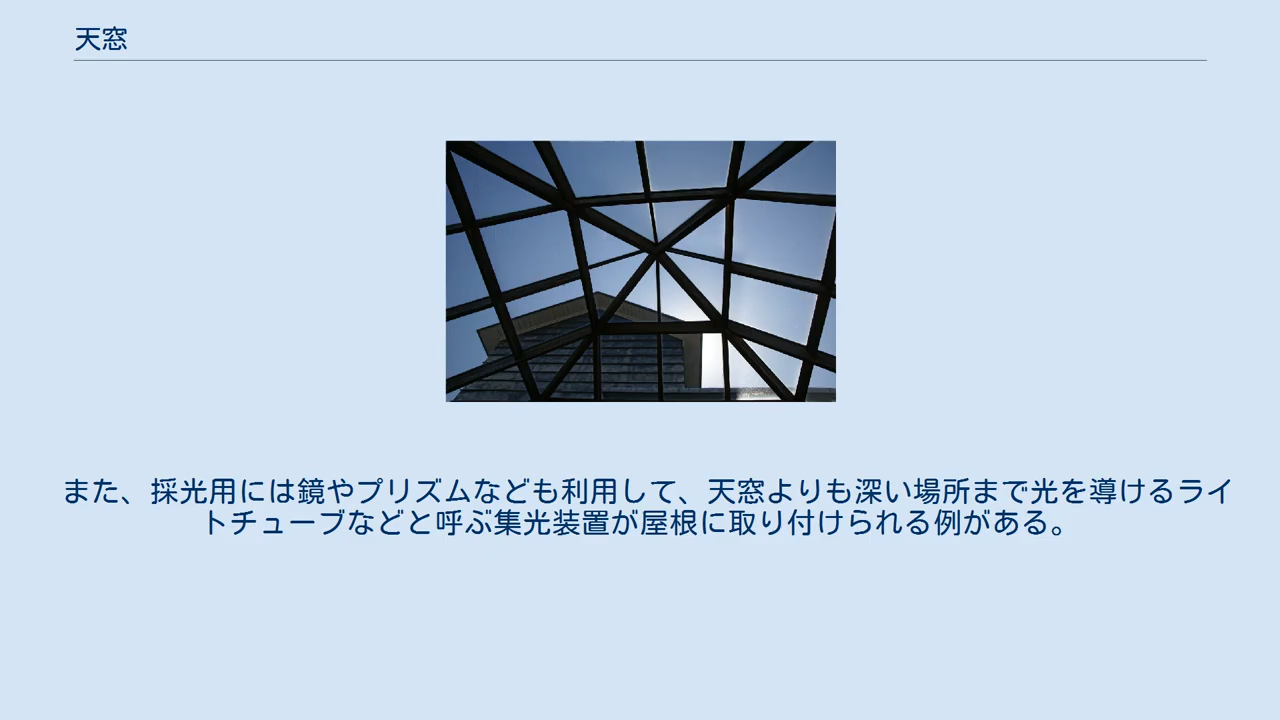 天窓
また、採光用には鏡やプリズムなども利用して、天窓よりも深い場所まで光を導けるライ
トチューブなどと呼ぶ集光装置が屋根に取り付けられる例がある。